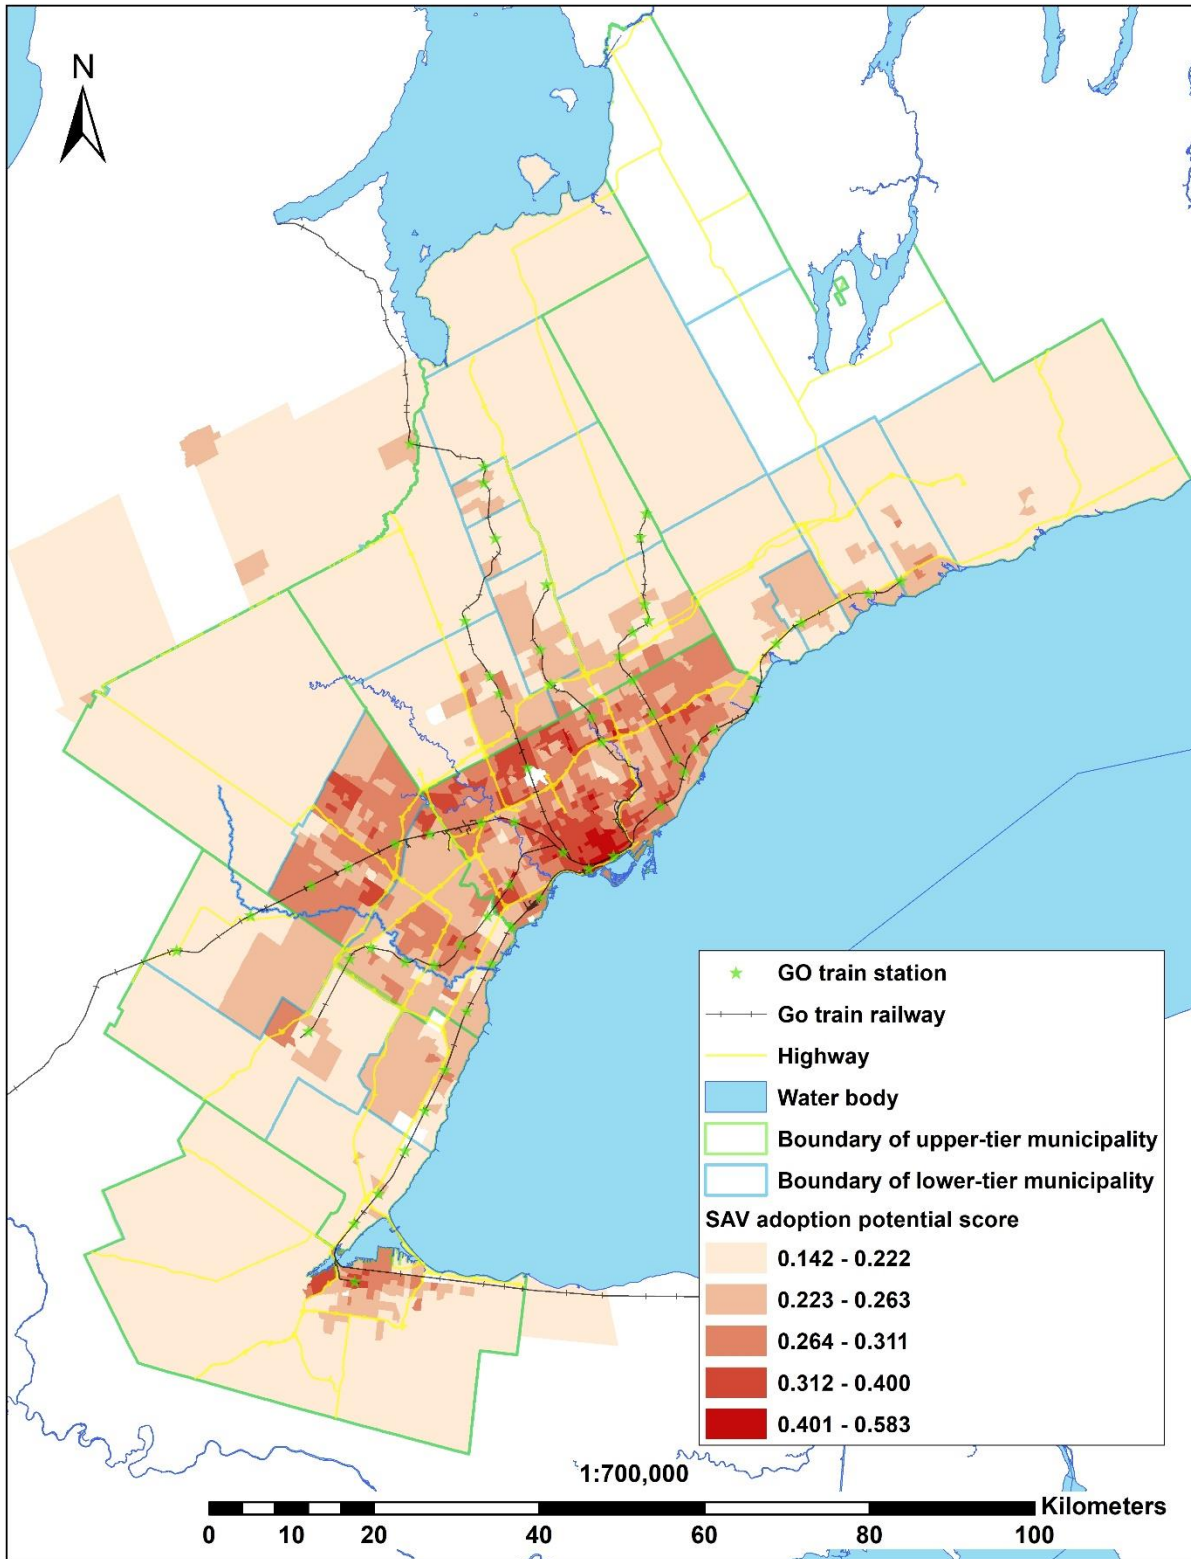 N
GO train station
Go train railway
Highway
Water body
Boundary of upper-tier municipality
Boundary of lower-tier municipality
SAV adoption potential score
0.142 - 0.222
0.223 - 0.263
0.264 - 0.311
0.312 - 0.400
0.401 - 0.583
1:700,000
Kilometers
0 10 20 40 60 80 100